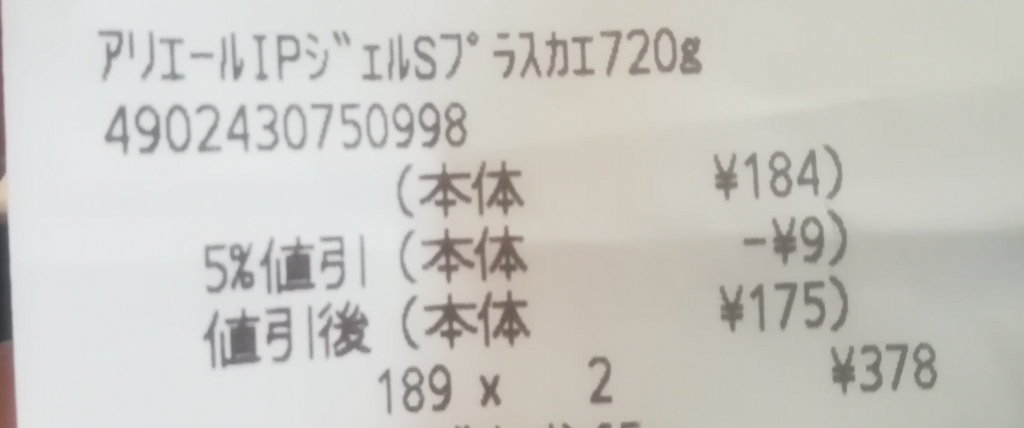 ｱﾘｴｰﾙIPｼﾞｪﾙSﾌﾟﾗｽｶｴ720g
4902430750998
(本体 ¥184)
5%値引(本体 -¥9)
値引後(本体 ¥175)
189 x 2 ¥378